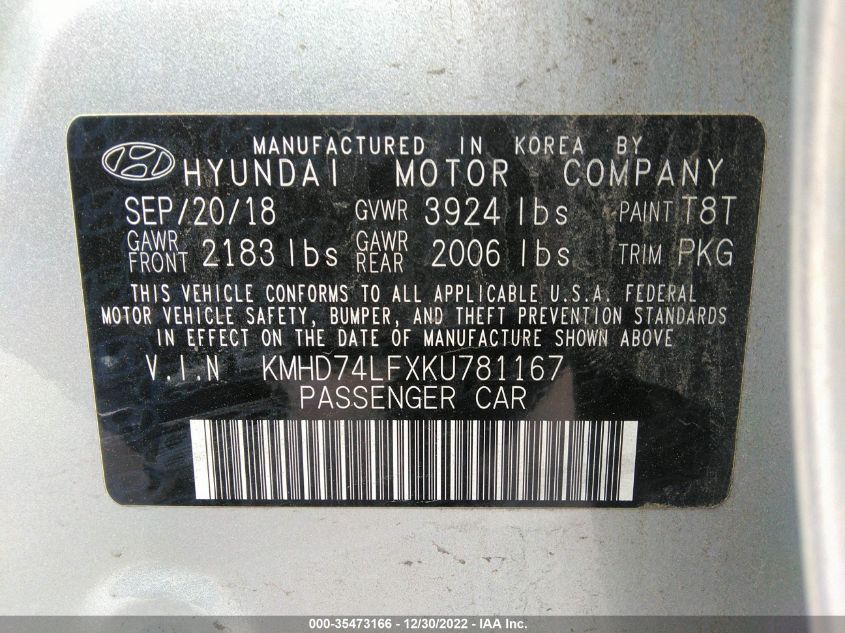 MANUFACTURED IN KOREA BY
HYUNDAI MOTOR COMPANY
SEP/20/18 GVWR 3924 lbs PAINT T8T
GAWR FRONT 2183 lbs GAWR REAR 2006 lbs TRIM PKG
THIS VEHICLE CONFORMS TO ALL APPLICABLE U.S.A. FEDERAL
MOTOR VEHICLE SAFETY, BUMPER, AND THEFT PREVENTION STANDARDS
IN EFFECT ON THE DATE OF MANUFACTURE SHOWN ABOVE
V.I.N KMHD74LFXKU781167
PASSENGER CAR
000-35473166 - 12/30/2022 - IAA Inc.